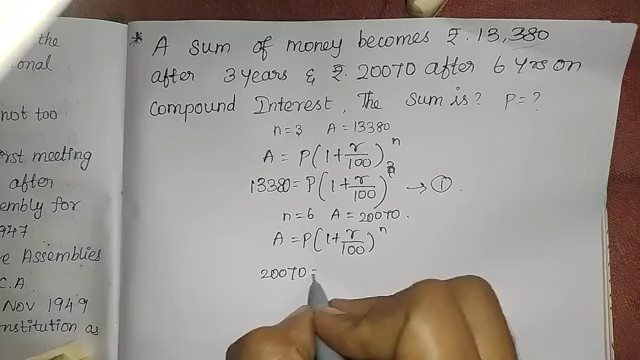 the
ional
not too
rst meeting
after
embly for
947
e Assemblies
C.A.
Nov 1949
nstitution as
* A sum of money becomes ₹. 13,380
after 3 years & ₹. 20070 after 6 yrs on
Compound Interest, The sum is? P=?
n=3 A=13380
A = P(1+r/100)^n
13380 = P(1+r/100)^3 → ①.
n=6 A=20070.
A = P(1+r/100)^n
20070=